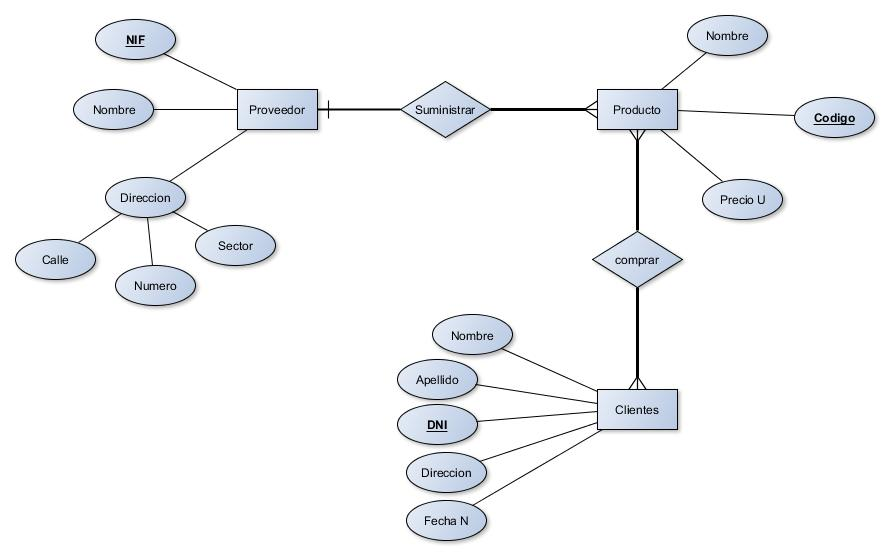 NIF
Nombre
Nombre
Proveedor
Suministrar
Producto
Codigo
Direccion
Precio U
Calle
Sector
Numero
comprar
Nombre
Apellido
Clientes
DNI
Direccion
Fecha N